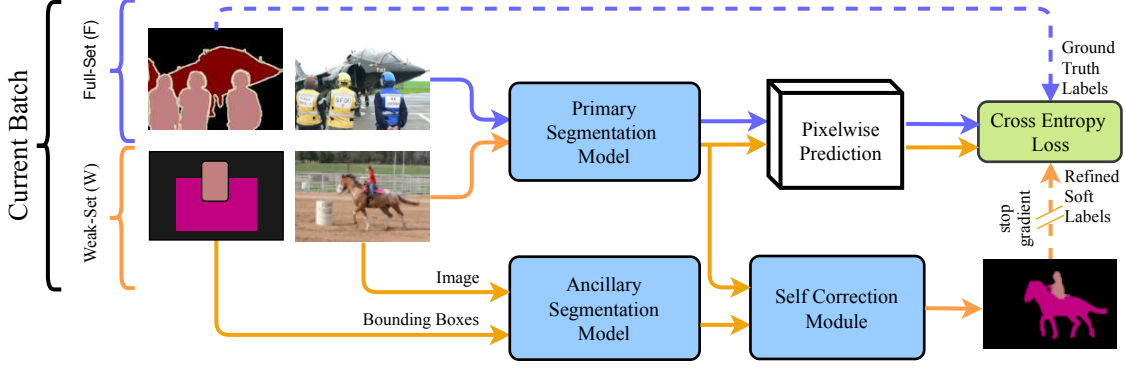 Current Batch
Full-Set (F)
Weak-Set (W)
Primary
Segmentation
Model
Pixelwise
Prediction
Ground
Truth
Labels
Cross Entropy
Loss
Refined
Soft
Labels
stop
gradient
Image
Bounding Boxes
Ancillary
Segmentation
Model
Self Correction
Module